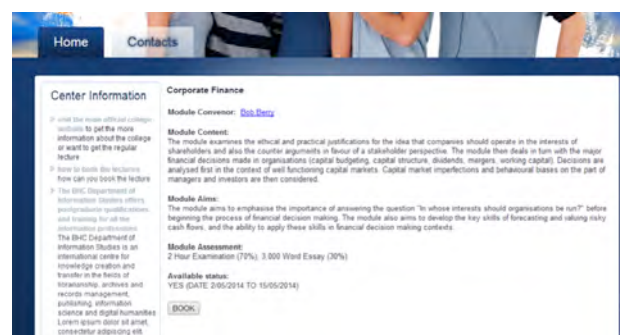 Home
Contacts
Center Information
visit the main official college
website to get the more
information about the college
or want to get the regular
lecture
how to book the lectures
how can you book the lecture
The BHC Department of
Information Studies offers
postgraduate qualifications
and training for all the
information professions
The BHC Department of
Information Studies is an
international centre for
knowledge creation and
transfer in the fields of
librarianship, archives and
records management,
publishing, information
science and digital humanities
Lorem ipsum dolor sit amet,
consectetur adipiscing elit.
Corporate Finance
Module Convenor: Bob Berry
Module Content:
The module examines the ethical and practical justifications for the idea that companies should operate in the interests of
shareholders and also the counter arguments in favour of a stakeholder perspective. The module then deals in turn with the major
financial decisions made in organisations (capital budgeting, capital structure, dividends, mergers, working capital). Decisions are
analysed first in the context of well functioning capital markets. Capital market imperfections and behavioural biases on the part of
managers and investors are then considered.
Module Aims:
The module aims to emphasise the importance of answering the question "In whose interests should organisations be run?" before
beginning the process of financial decision making. The module also aims to develop the key skills of forecasting and valuing risky
cash flows, and the ability to apply these skills in financial decision making contexts.
Module Assessment:
2 Hour Examination (70%), 3,000 Word Essay (30%)
Available status:
YES (DATE 2/05/2014 TO 15/05/2014)
BOOK